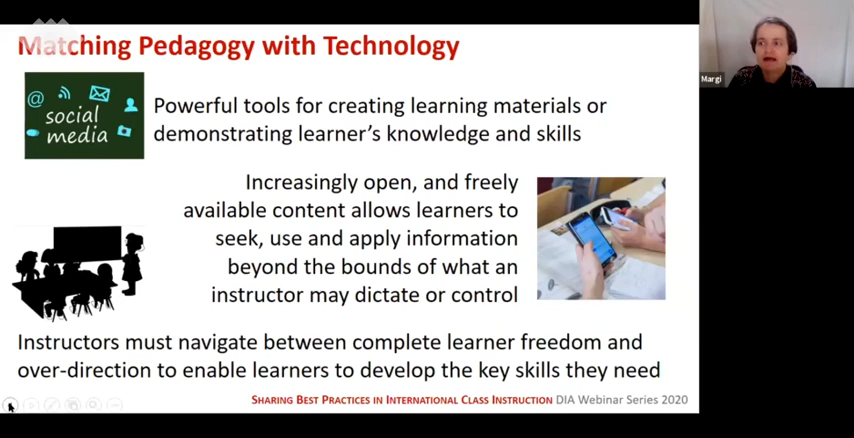 Matching Pedagogy with Technology
@
social
media
Powerful tools for creating learning materials or
demonstrating learner's knowledge and skills
Increasingly open, and freely
available content allows learners to
seek, use and apply information
beyond the bounds of what an
instructor may dictate or control
Instructors must navigate between complete learner freedom and
over-direction to enable learners to develop the key skills they need
SHARING BEST PRACTICES IN INTERNATIONAL CLASS INSTRUCTION DIA Webinar Series 2020
Margi